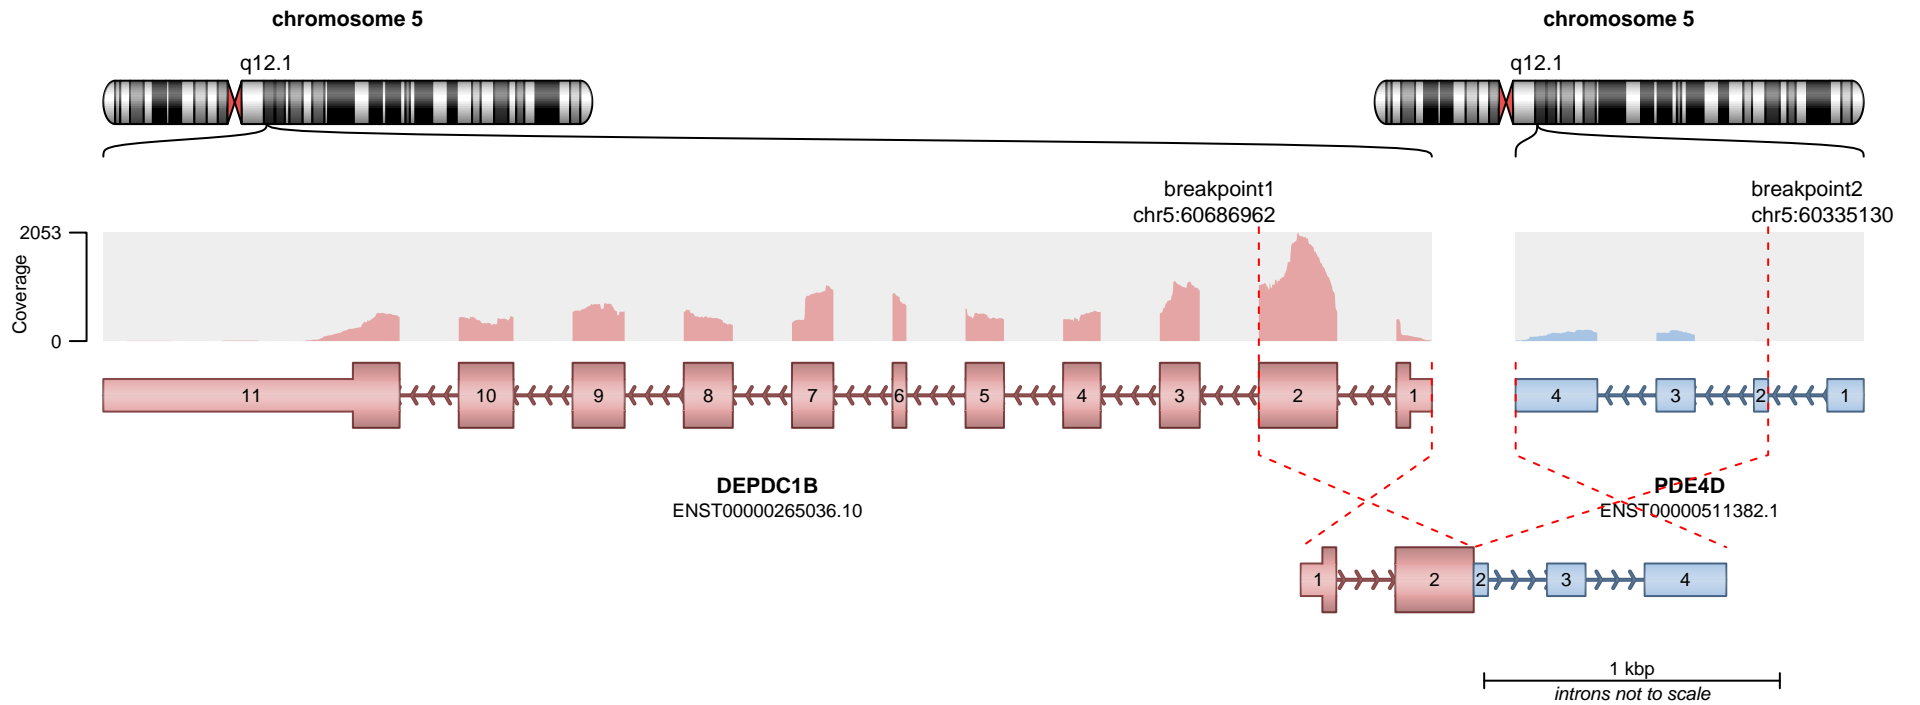 chromosome 5
chromosome 5
q12.1
q12.1
breakpoint1
chr5:60686962
breakpoint2
chr5:60335130
2053
Coverage
0
11 10 9 8 7 6 5 4 3 2 1
4 3 2 1
DEPDC1B
ENST00000265036.10
PDE4D
ENST00000511382.1
1 2 2 3 4
1 kbp
introns not to scale